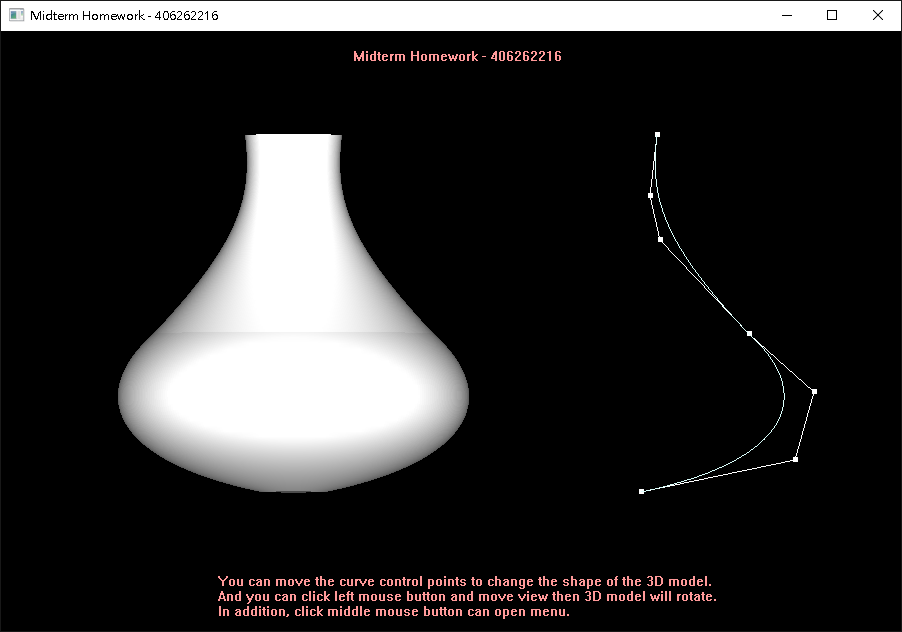 Midterm Homework - 406262216
Midterm Homework - 406262216
You can move the curve control points to change the shape of the 3D model.
And you can click left mouse button and move view then 3D model will rotate.
In addition, click middle mouse button can open menu.